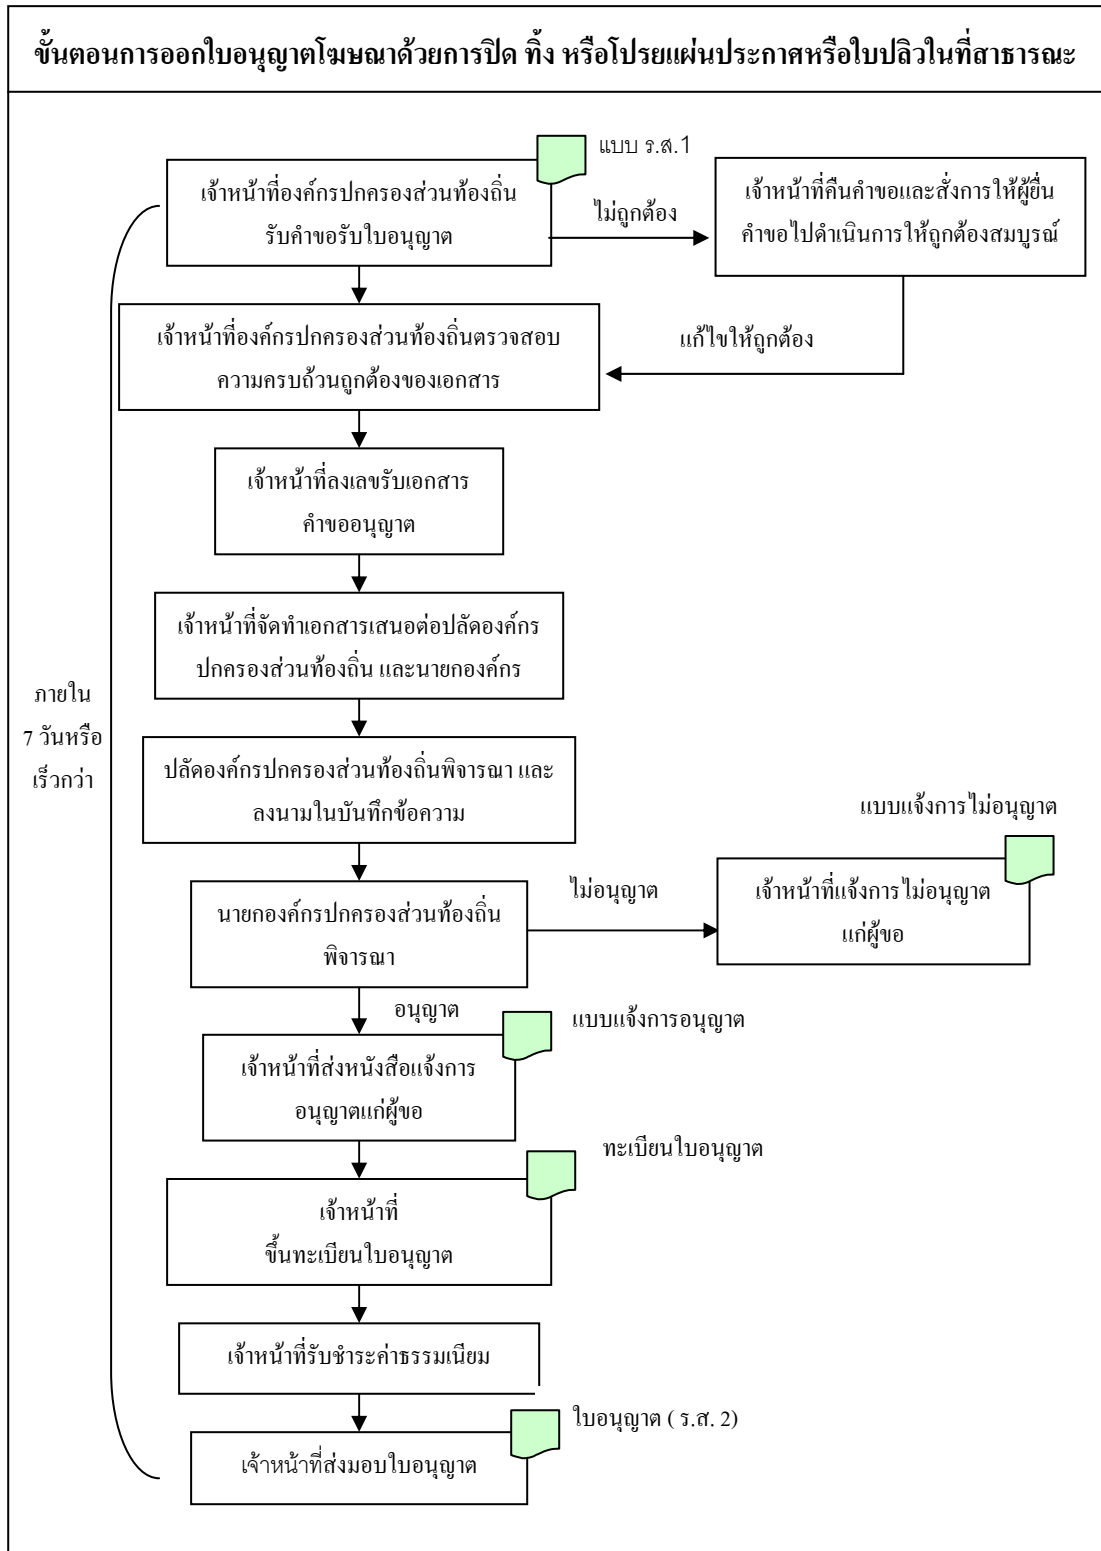 ขั้นตอนการออกใบอนุญาตโฆษณาด้วยการปิด ทิ้ง หรือโปรยแผ่นประกาศหรือใบปลิวในที่สาธารณะ
แบบ ร.ส.1
เจ้าหน้าที่องค์กรปกครองส่วนท้องถิ่น
รับคำขอรับใบอนุญาต
ไม่ถูกต้อง
เจ้าหน้าที่คืนคำขอและสั่งการให้ผู้ยื่น
คำขอไปดำเนินการให้ถูกต้องสมบูรณ์
เจ้าหน้าที่องค์กรปกครองส่วนท้องถิ่นตรวจสอบ
ความครบถ้วนถูกต้องของเอกสาร
แก้ไขให้ถูกต้อง
เจ้าหน้าที่ลงเลขรับเอกสาร
คำขออนุญาต
เจ้าหน้าที่จัดทำเอกสารเสนอต่อปลัดองค์กร
ปกครองส่วนท้องถิ่น และนายกองค์กร
ภายใน
7 วันหรือ
เร็วกว่า
ปลัดองค์กรปกครองส่วนท้องถิ่นพิจารณา และ
ลงนามในบันทึกข้อความ
แบบแจ้งการไม่อนุญาต
นายกองค์กรปกครองส่วนท้องถิ่น
พิจารณา
ไม่อนุญาต
เจ้าหน้าที่แจ้งการไม่อนุญาต
แก่ผู้ขอ
อนุญาต
แบบแจ้งการอนุญาต
เจ้าหน้าที่ส่งหนังสือแจ้งการ
อนุญาตแก่ผู้ขอ
ทะเบียนใบอนุญาต
เจ้าหน้าที่
ขึ้นทะเบียนใบอนุญาต
เจ้าหน้าที่รับชำระค่าธรรมเนียม
ใบอนุญาต ( ร.ส. 2)
เจ้าหน้าที่ส่งมอบใบอนุญาต